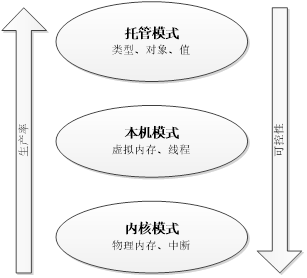 托管模式
类型、对象、值
本机模式
虚拟内存、线程
内核模式
物理内存、中断
生产率
可控性